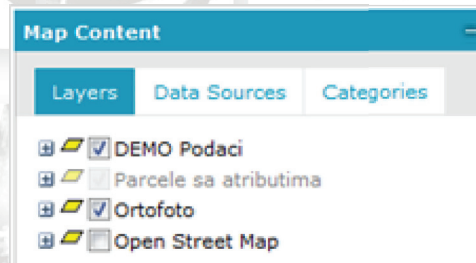 Map Content
Layers Data Sources Categories
DEMO Podaci
Parcele sa atributima
Ortofoto
Open Street Map